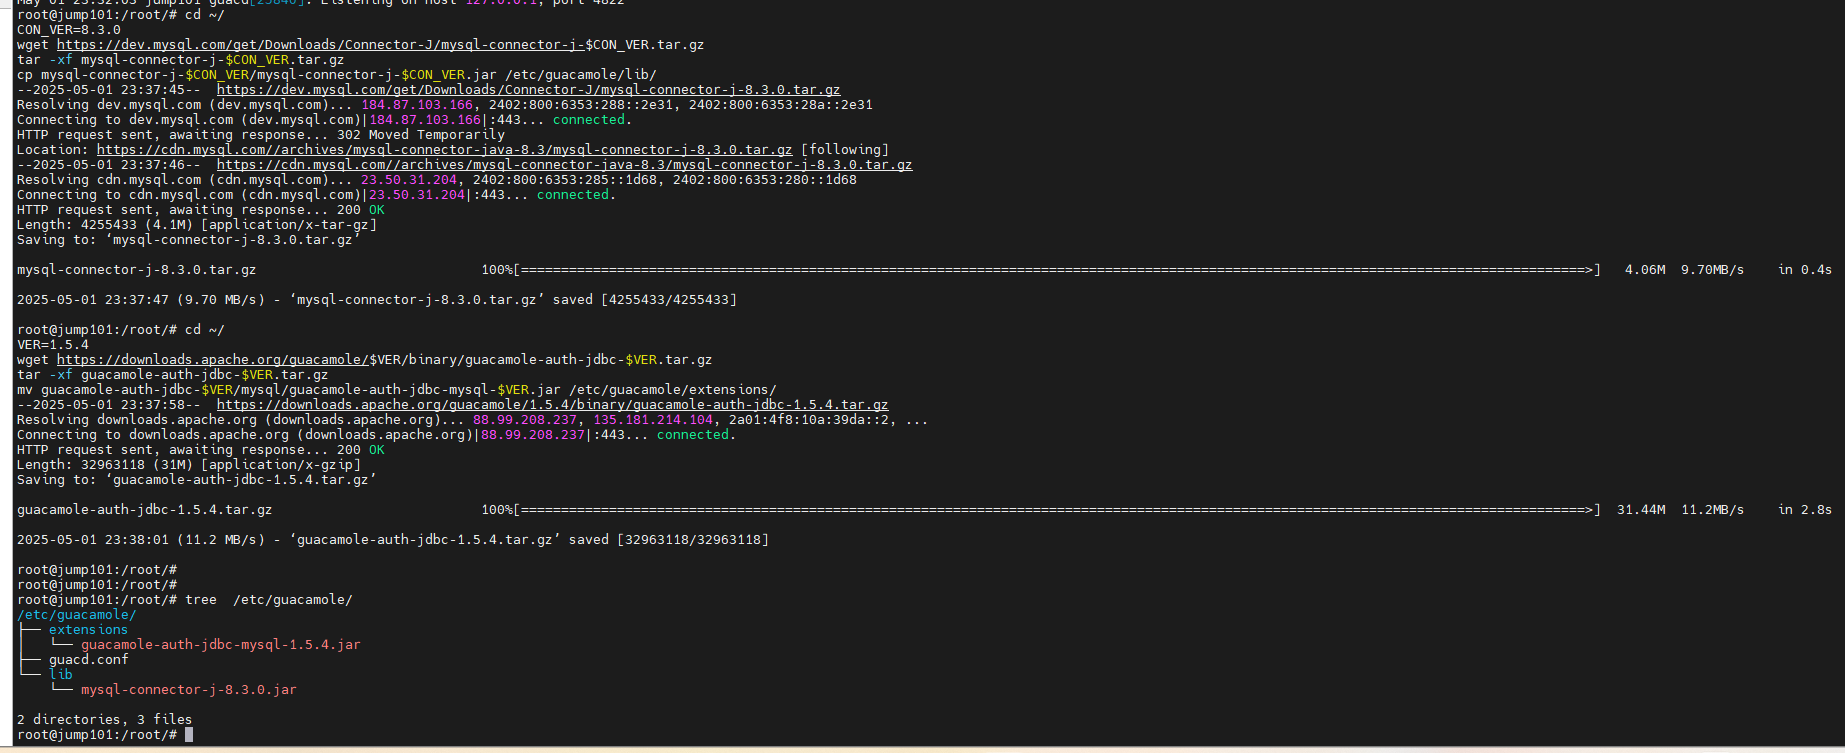 May 01 23:32:03 jump101 guacd[25840]: Listening on host 127.0.0.1, port 4822
root@jump101:/root/# cd ~/
CON_VER=8.3.0
wget https://dev.mysql.com/get/Downloads/Connector-J/mysql-connector-j-$CON_VER.tar.gz
tar -xf mysql-connector-j-$CON_VER.tar.gz
cp mysql-connector-j-$CON_VER/mysql-connector-j-$CON_VER.jar /etc/guacamole/lib/
--2025-05-01 23:37:45--  https://dev.mysql.com/get/Downloads/Connector-J/mysql-connector-j-8.3.0.tar.gz
Resolving dev.mysql.com (dev.mysql.com)... 184.87.103.166, 2402:800:6353:288::2e31, 2402:800:6353:28a::2e31
Connecting to dev.mysql.com (dev.mysql.com)|184.87.103.166|:443... connected.
HTTP request sent, awaiting response... 302 Moved Temporarily
Location: https://cdn.mysql.com//archives/mysql-connector-java-8.3/mysql-connector-j-8.3.0.tar.gz [following]
--2025-05-01 23:37:46--  https://cdn.mysql.com//archives/mysql-connector-java-8.3/mysql-connector-j-8.3.0.tar.gz
Resolving cdn.mysql.com (cdn.mysql.com)... 23.50.31.204, 2402:800:6353:285::1d68, 2402:800:6353:280::1d68
Connecting to cdn.mysql.com (cdn.mysql.com)|23.50.31.204|:443... connected.
HTTP request sent, awaiting response... 200 OK
Length: 4255433 (4.1M) [application/x-tar-gz]
Saving to: ‘mysql-connector-j-8.3.0.tar.gz’
mysql-connector-j-8.3.0.tar.gz 100%[=====================================================================================================================================>] 4.06M 9.70MB/s in 0.4s
2025-05-01 23:37:47 (9.70 MB/s) - ‘mysql-connector-j-8.3.0.tar.gz’ saved [4255433/4255433]
root@jump101:/root/# cd ~/
VER=1.5.4
wget https://downloads.apache.org/guacamole/$VER/binary/guacamole-auth-jdbc-$VER.tar.gz
tar -xf guacamole-auth-jdbc-$VER.tar.gz
mv guacamole-auth-jdbc-$VER/mysql/guacamole-auth-jdbc-mysql-$VER.jar /etc/guacamole/extensions/
--2025-05-01 23:37:58--  https://downloads.apache.org/guacamole/1.5.4/binary/guacamole-auth-jdbc-1.5.4.tar.gz
Resolving downloads.apache.org (downloads.apache.org)... 88.99.208.237, 135.181.214.104, 2a01:4f8:10a:39da::2, ...
Connecting to downloads.apache.org (downloads.apache.org)|88.99.208.237|:443... connected.
HTTP request sent, awaiting response... 200 OK
Length: 32963118 (31M) [application/x-gzip]
Saving to: ‘guacamole-auth-jdbc-1.5.4.tar.gz’
guacamole-auth-jdbc-1.5.4.tar.gz 100%[=====================================================================================================================================>] 31.44M 11.2MB/s in 2.8s
2025-05-01 23:38:01 (11.2 MB/s) - ‘guacamole-auth-jdbc-1.5.4.tar.gz’ saved [32963118/32963118]
root@jump101:/root/#
root@jump101:/root/#
root@jump101:/root/# tree  /etc/guacamole/
/etc/guacamole/
├── extensions
│   └── guacamole-auth-jdbc-mysql-1.5.4.jar
├── guacd.conf
└── lib
    └── mysql-connector-j-8.3.0.jar
2 directories, 3 files
root@jump101:/root/#